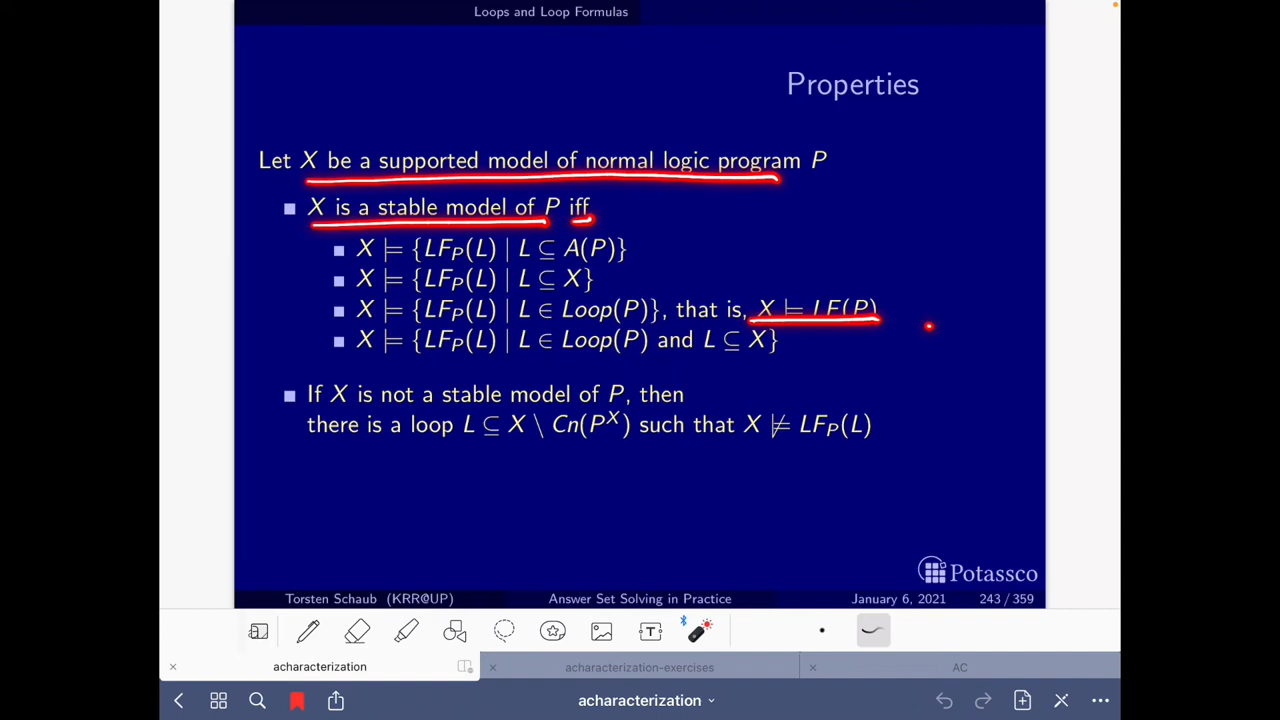 Loops and Loop Formulas
Properties
Let X be a supported model of normal logic program P
X is a stable model of P iff
X ⊨ {LF_P(L) | L ⊆ A(P)}
X ⊨ {LF_P(L) | L ⊆ X}
X ⊨ {LF_P(L) | L ∈ Loop(P)}, that is, X ⊨ LF(P)
X ⊨ {LF_P(L) | L ∈ Loop(P) and L ⊆ X}
If X is not a stable model of P, then
there is a loop L ⊆ X \ Cn(P^X) such that X ⊭ LF_P(L)
Potassco
Torsten Schaub (KRR@UP) Answer Set Solving in Practice January 6, 2021 243 / 359
T
acharacterization acharacterization-exercises AC
acharacterization